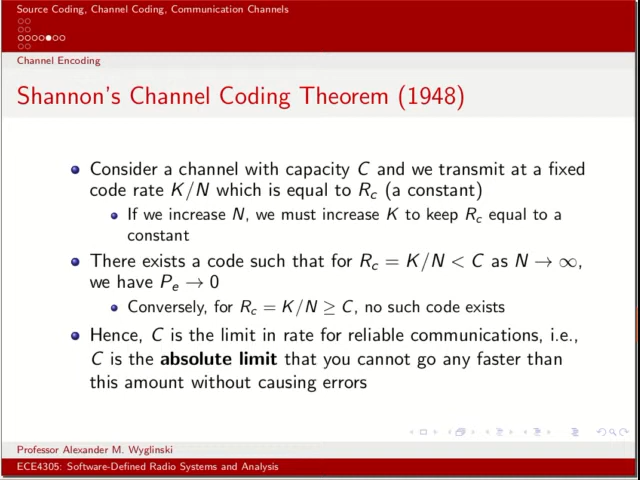 Source Coding, Channel Coding, Communication Channels
Channel Encoding
Shannon's Channel Coding Theorem (1948)
Consider a channel with capacity C and we transmit at a fixed
code rate K/N which is equal to R_c (a constant)
If we increase N, we must increase K to keep R_c equal to a
constant
There exists a code such that for R_c = K/N < C as N → ∞,
we have P_e → 0
Conversely, for R_c = K/N ≥ C, no such code exists
Hence, C is the limit in rate for reliable communications, i.e.,
C is the absolute limit that you cannot go any faster than
this amount without causing errors
Professor Alexander M. Wyglinski
ECE4305: Software-Defined Radio Systems and Analysis